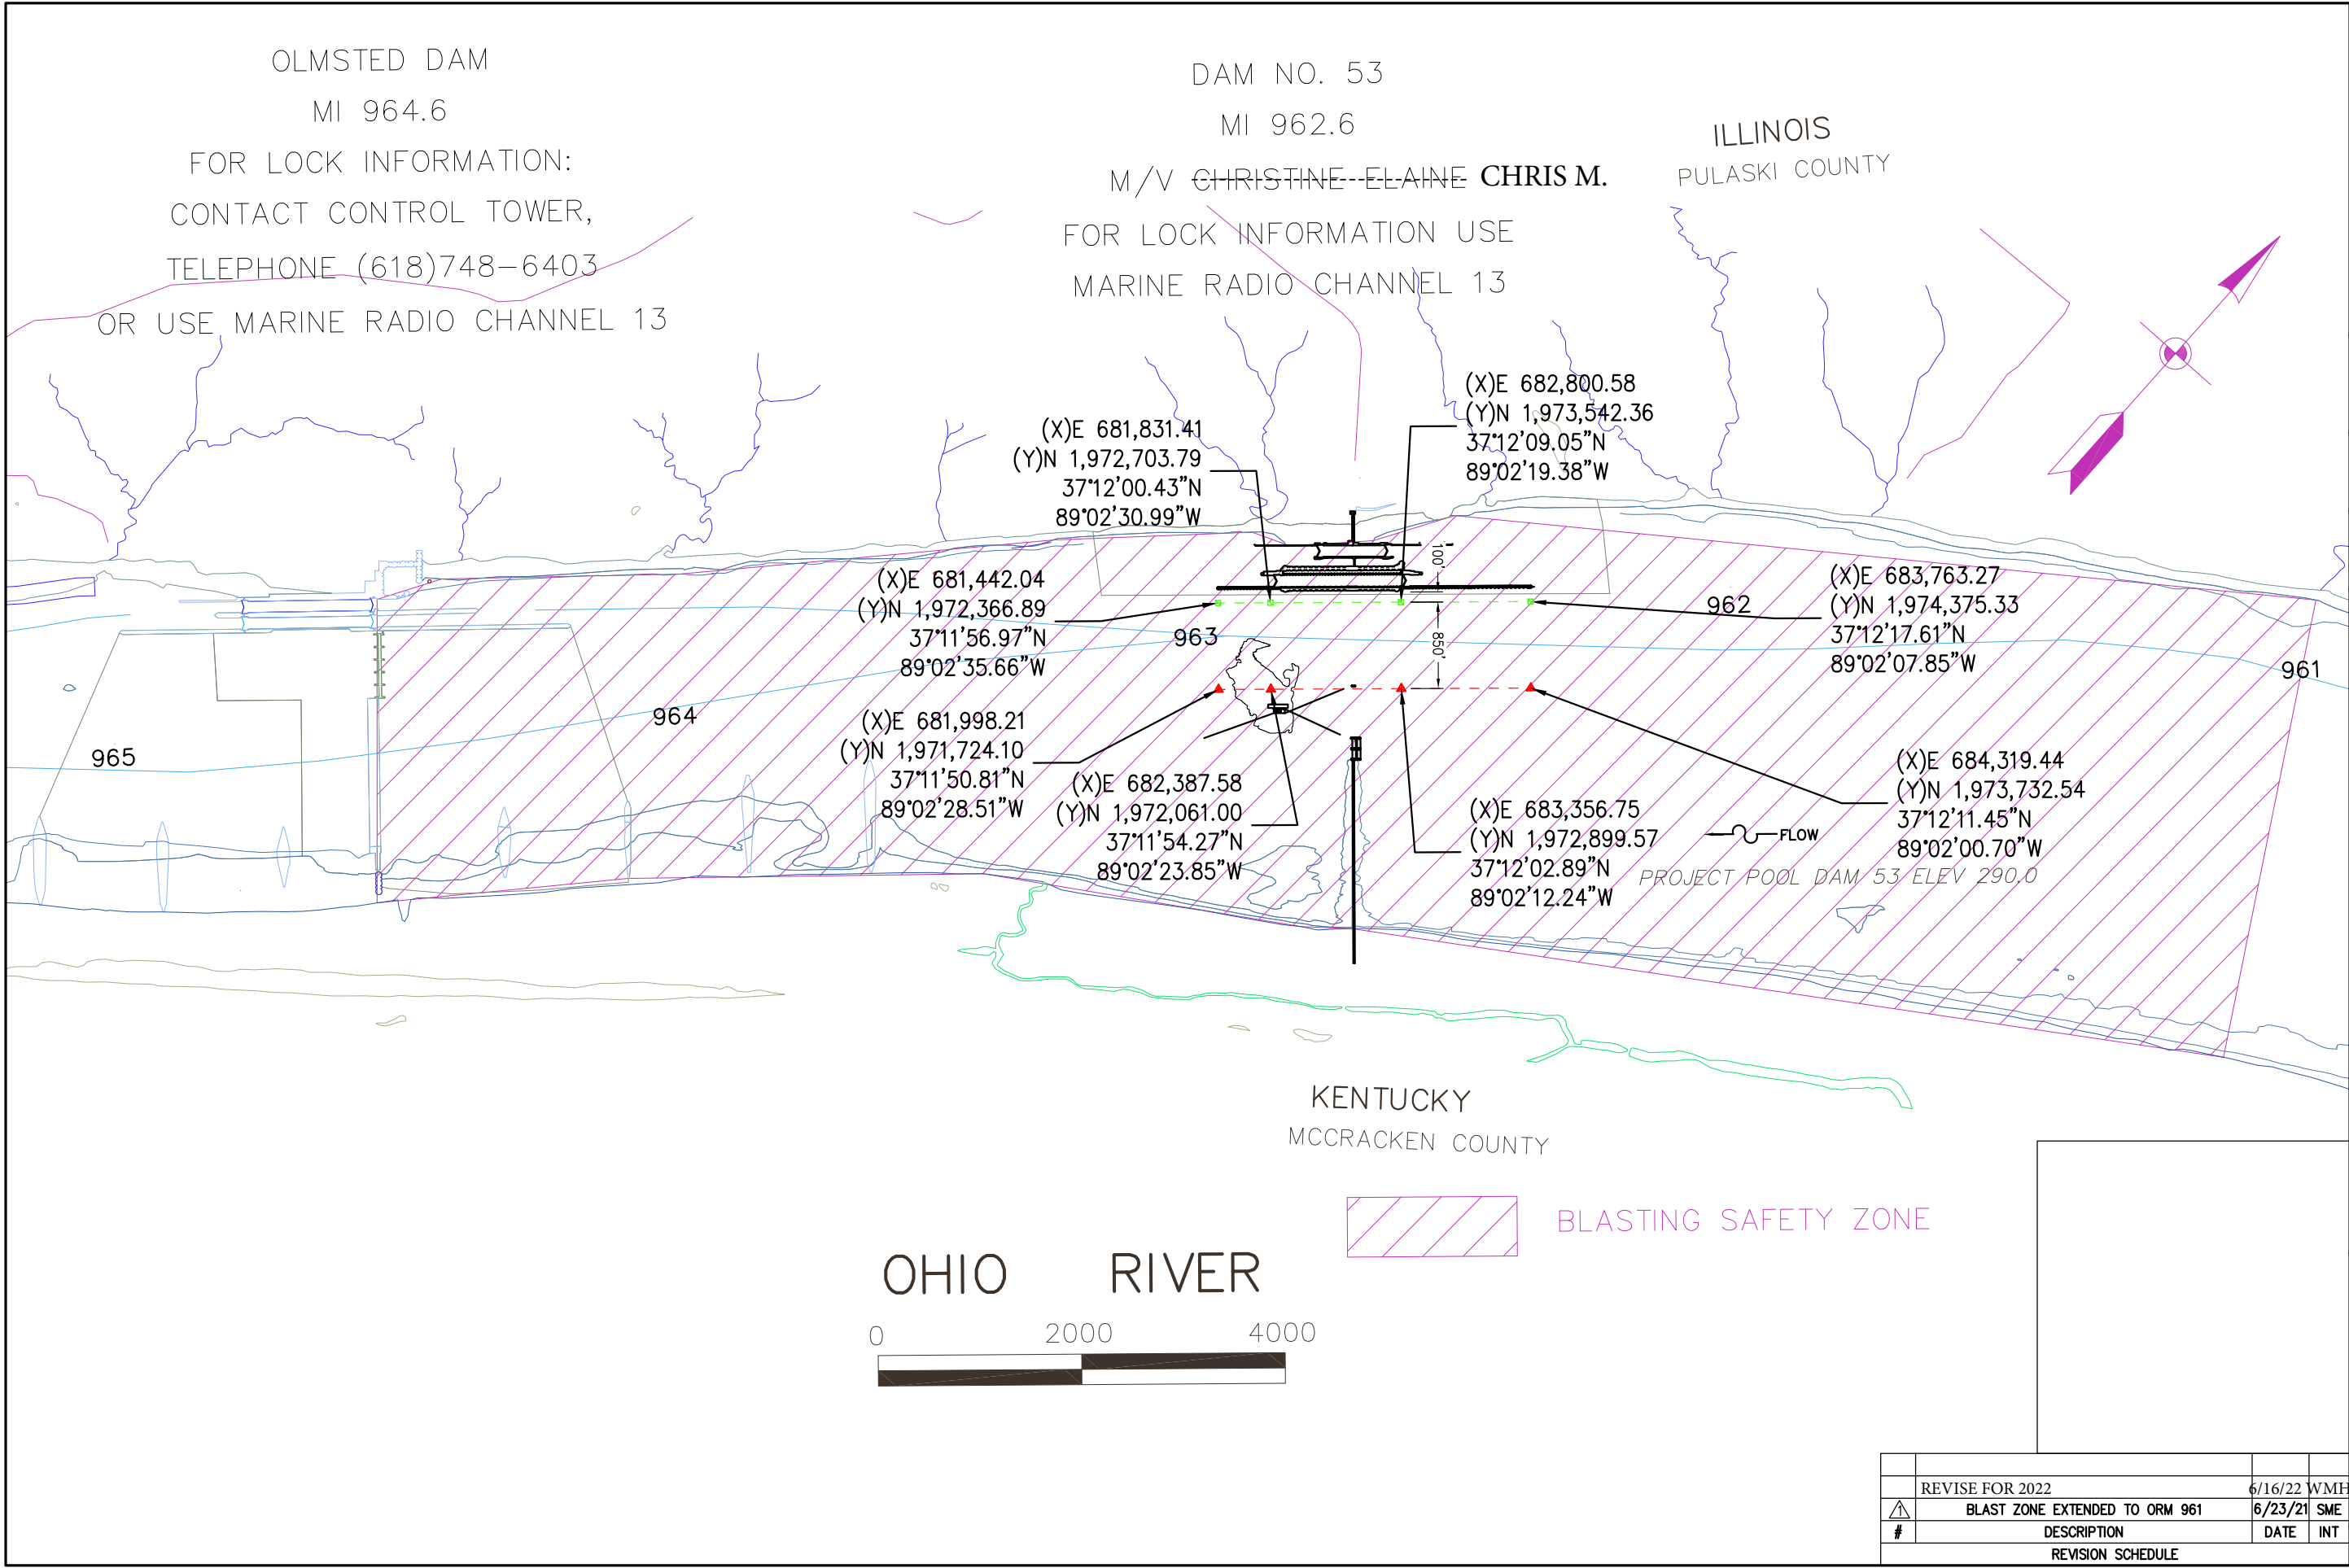 OLMSTED DAM
MI 964.6
FOR LOCK INFORMATION:
CONTACT CONTROL TOWER,
TELEPHONE (618)748-6403
OR USE MARINE RADIO CHANNEL 13
DAM NO. 53
MI 962.6
M/V CHRISTINE ELAINE CHRIS M.
FOR LOCK INFORMATION USE
MARINE RADIO CHANNEL 13
ILLINOIS
PULASKI COUNTY
(X)E 682,800.58
(Y)N 1,973,542.36
37°12'09.05"N
89°02'19.38"W
(X)E 681,831.41
(Y)N 1,972,703.79
37°12'00.43"N
89°02'30.99"W
100'
(X)E 681,442.04
(Y)N 1,972,366.89
37°11'56.97"N
89°02'35.66"W
(X)E 683,763.27
(Y)N 1,974,375.33
37°12'17.61"N
89°02'07.85"W
962
963
850'
961
964
965
(X)E 681,998.21
(Y)N 1,971,724.10
37°11'50.81"N
89°02'28.51"W
(X)E 682,387.58
(Y)N 1,972,061.00
37°11'54.27"N
89°02'23.85"W
(X)E 683,356.75
(Y)N 1,972,899.57
37°12'02.89"N
89°02'12.24"W
(X)E 684,319.44
(Y)N 1,973,732.54
37°12'11.45"N
89°02'00.70"W
FLOW
PROJECT POOL DAM 53 ELEV 290.0
KENTUCKY
MCCRACKEN COUNTY
BLASTING SAFETY ZONE
OHIO RIVER
0 2000 4000
REVISE FOR 2022 6/16/22 WMH
1 BLAST ZONE EXTENDED TO ORM 961 6/23/21 SME
# DESCRIPTION DATE INT
REVISION SCHEDULE